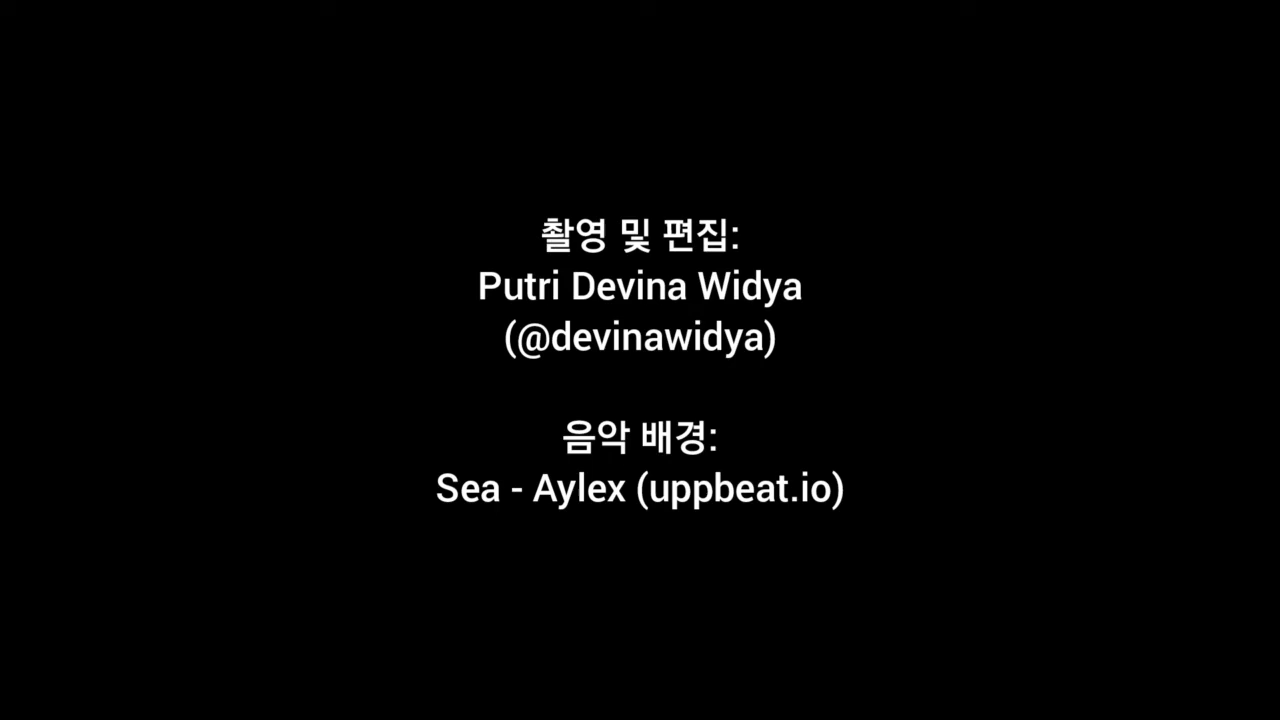 촬영 및 편집:
Putri Devina Widya
(@devinawidya)
음악 배경:
Sea - Aylex (uppbeat.io)